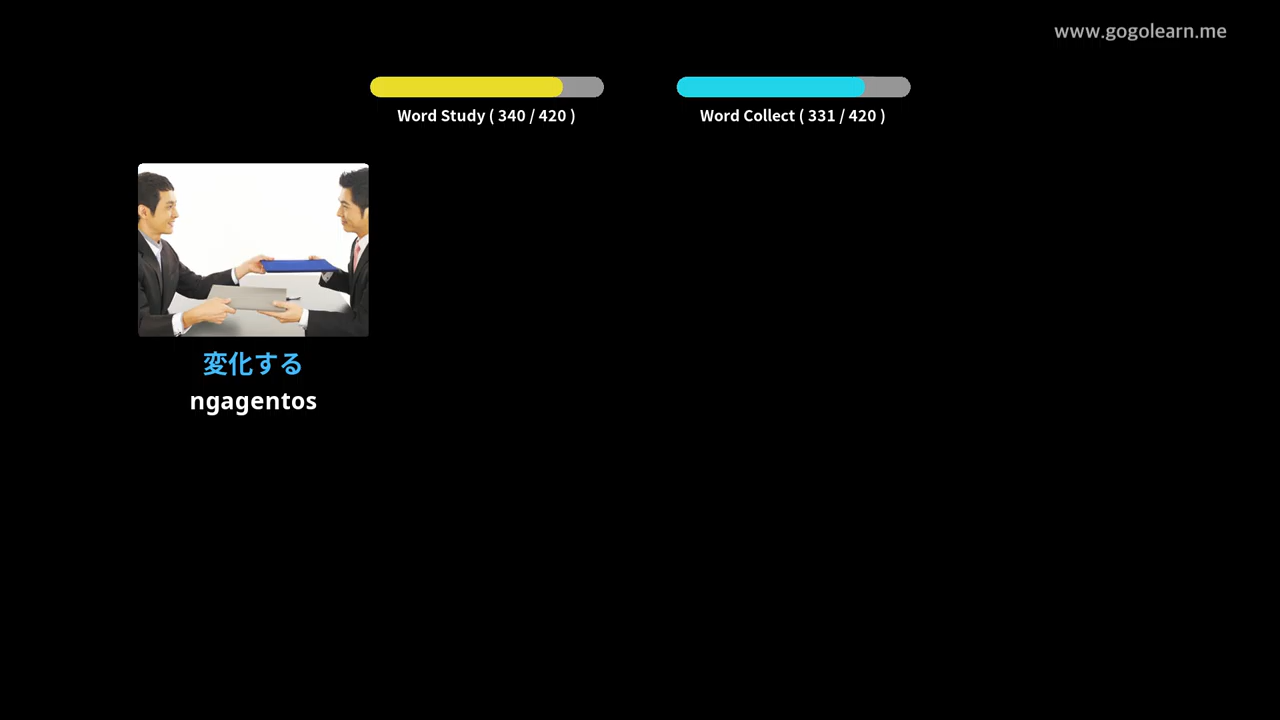 www.gogolearn.me
Word Study ( 340 / 420 )
Word Collect ( 331 / 420 )
変化する
ngagentos